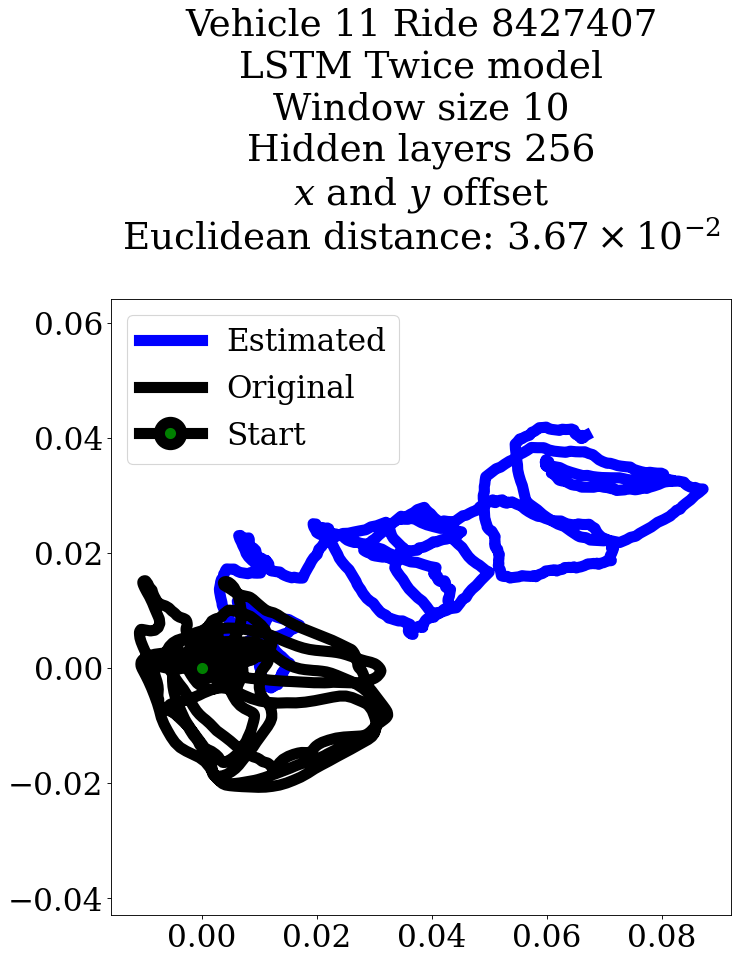 Vehicle 11 Ride 8427407
LSTM Twice model
Window size 10
Hidden layers 256
x and y offset
Euclidean distance: 3.67 × 10⁻²
Estimated
Original
Start
0.06
0.04
0.02
0.00
−0.02
−0.04
0.00 0.02 0.04 0.06 0.08